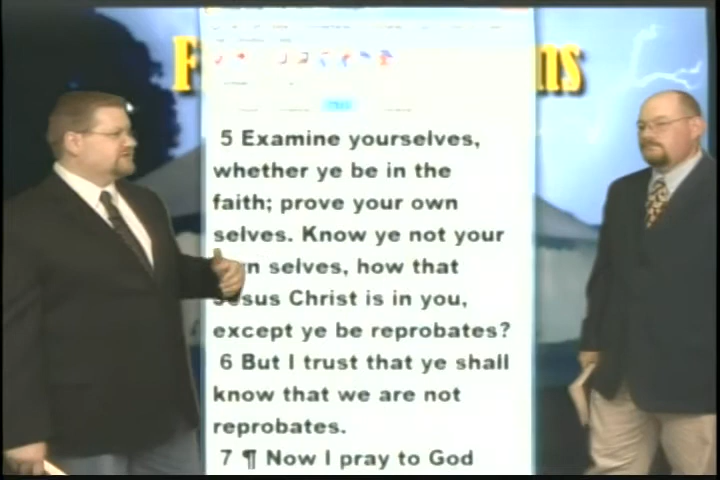 F ns
5 Examine yourselves,
whether ye be in the
faith; prove your own
selves. Know ye not your
n selves, how that
sus Christ is in you,
except ye be reprobates?
6 But I trust that ye shall
know that we are not
reprobates.
7 ¶ Now I pray to God